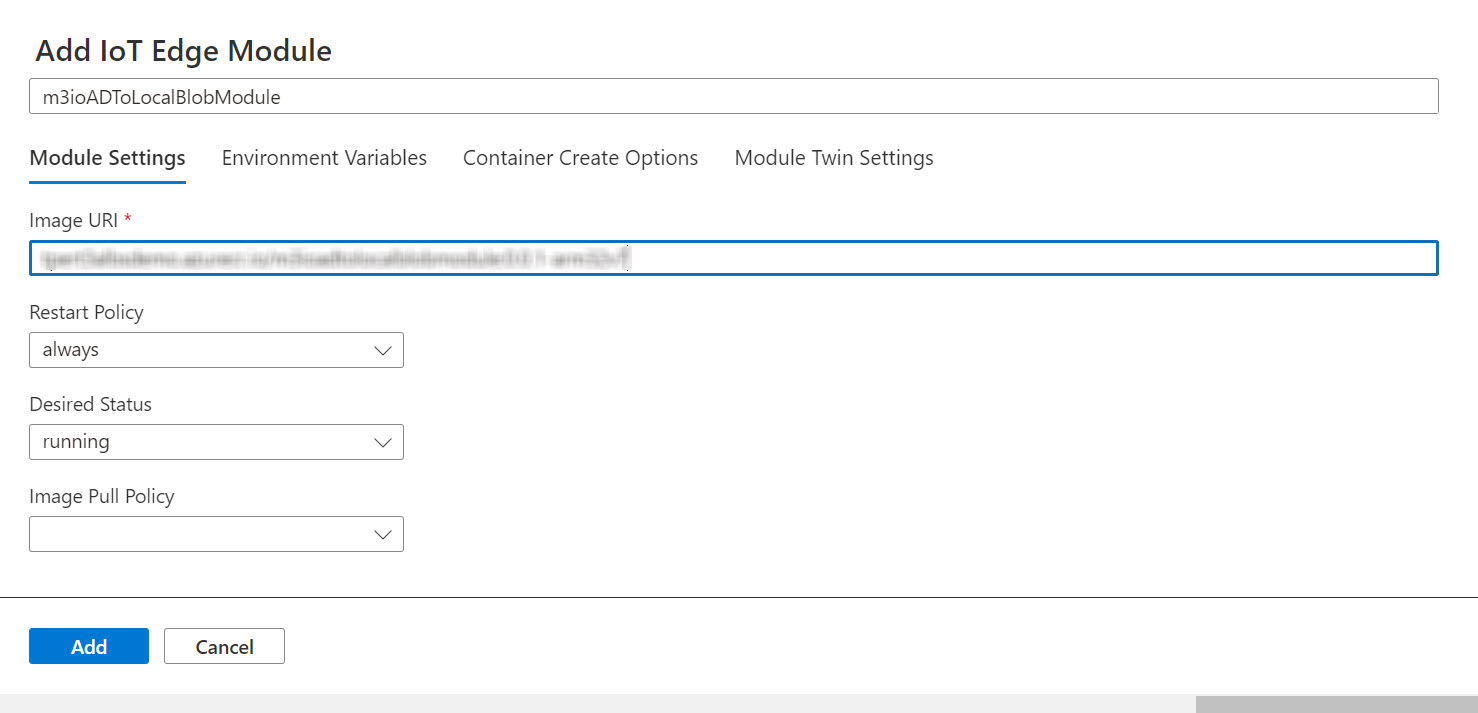 Add IoT Edge Module
m3ioADToLocalBlobModule
Module Settings Environment Variables Container Create Options Module Twin Settings
Image URI *
Restart Policy
always
Desired Status
running
Image Pull Policy
Add Cancel